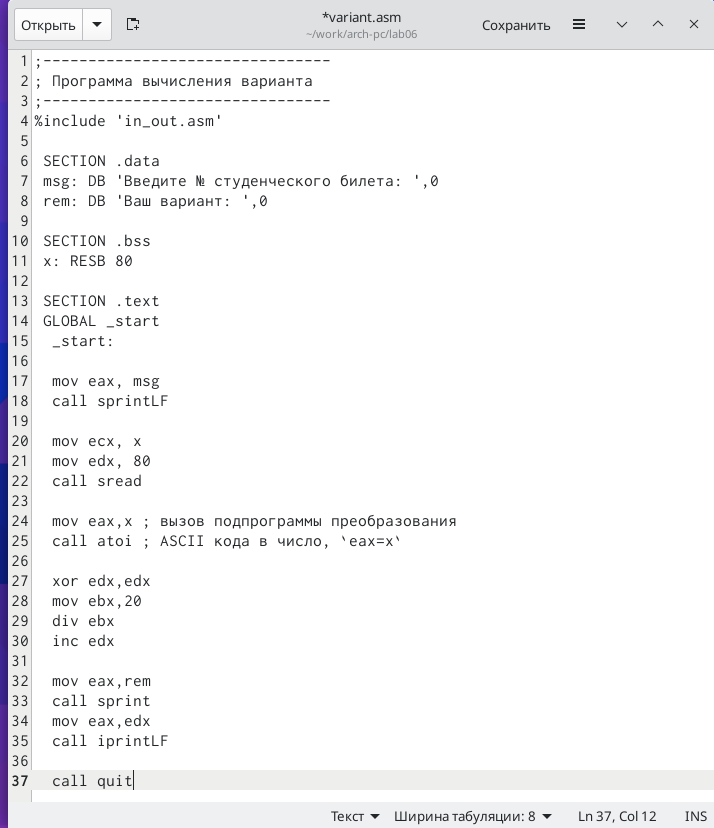 Открыть
*variant.asm
~/work/arch-pc/lab06
Сохранить
1 ;--------------------------------
2 ; Программа вычисления варианта
3 ;--------------------------------
4 %include 'in_out.asm'
5
6 SECTION .data
7 msg: DB 'Введите № студенческого билета: ',0
8 rem: DB 'Ваш вариант: ',0
9
10 SECTION .bss
11 x: RESB 80
12
13 SECTION .text
14 GLOBAL _start
15 _start:
16
17 mov eax, msg
18 call sprintLF
19
20 mov ecx, x
21 mov edx, 80
22 call sread
23
24 mov eax,x ; вызов подпрограммы преобразования
25 call atoi ; ASCII кода в число, `eax=x`
26
27 xor edx,edx
28 mov ebx,20
29 div ebx
30 inc edx
31
32 mov eax,rem
33 call sprint
34 mov eax,edx
35 call iprintLF
36
37 call quit
Текст Ширина табуляции: 8 Ln 37, Col 12 INS